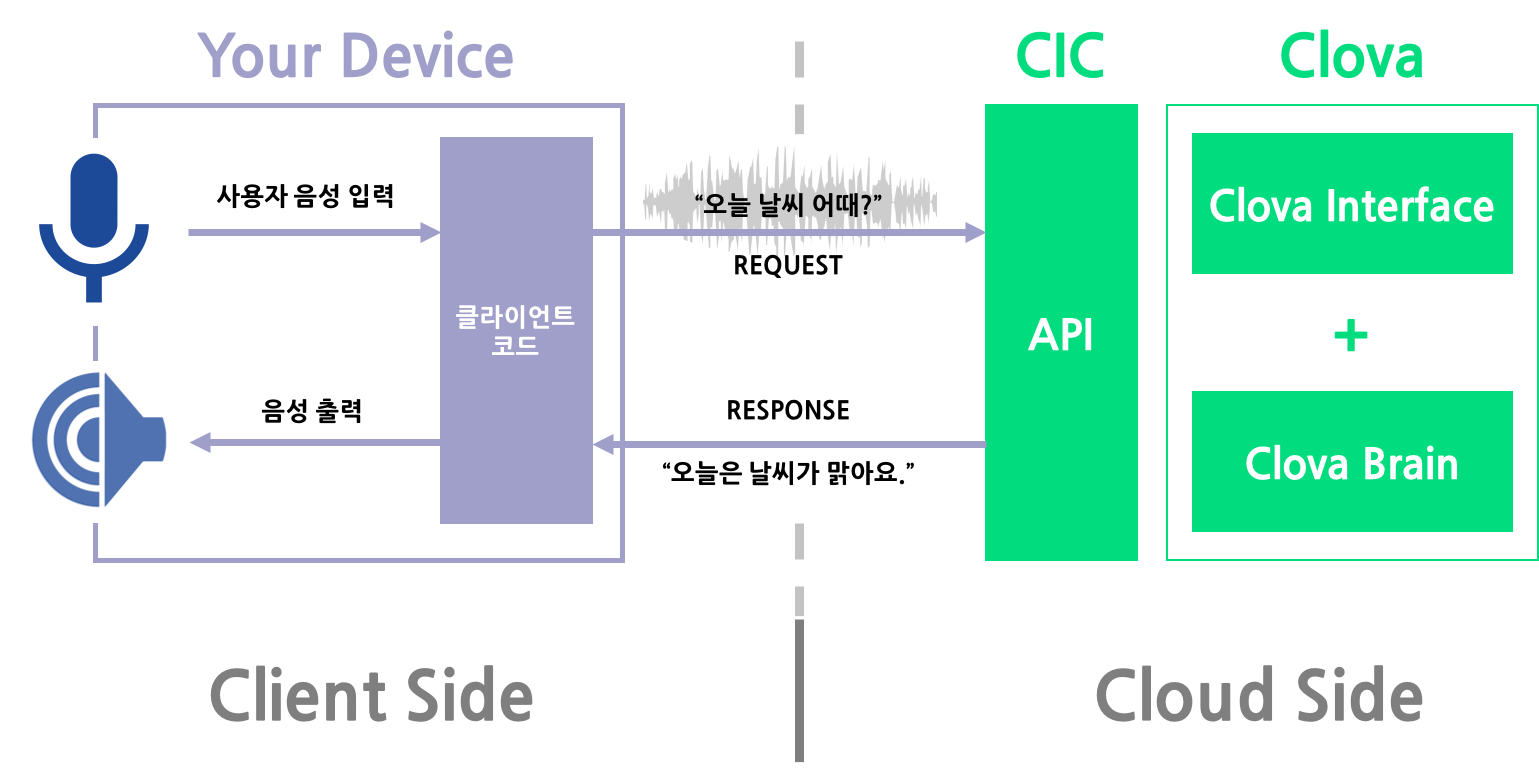 Your Device
CIC
Clova
사용자 음성 입력
“오늘 날씨 어때?”
REQUEST
Clova Interface
클라이언트
코드
API
+
음성 출력
RESPONSE
“오늘은 날씨가 맑아요.”
Clova Brain
Client Side
Cloud Side